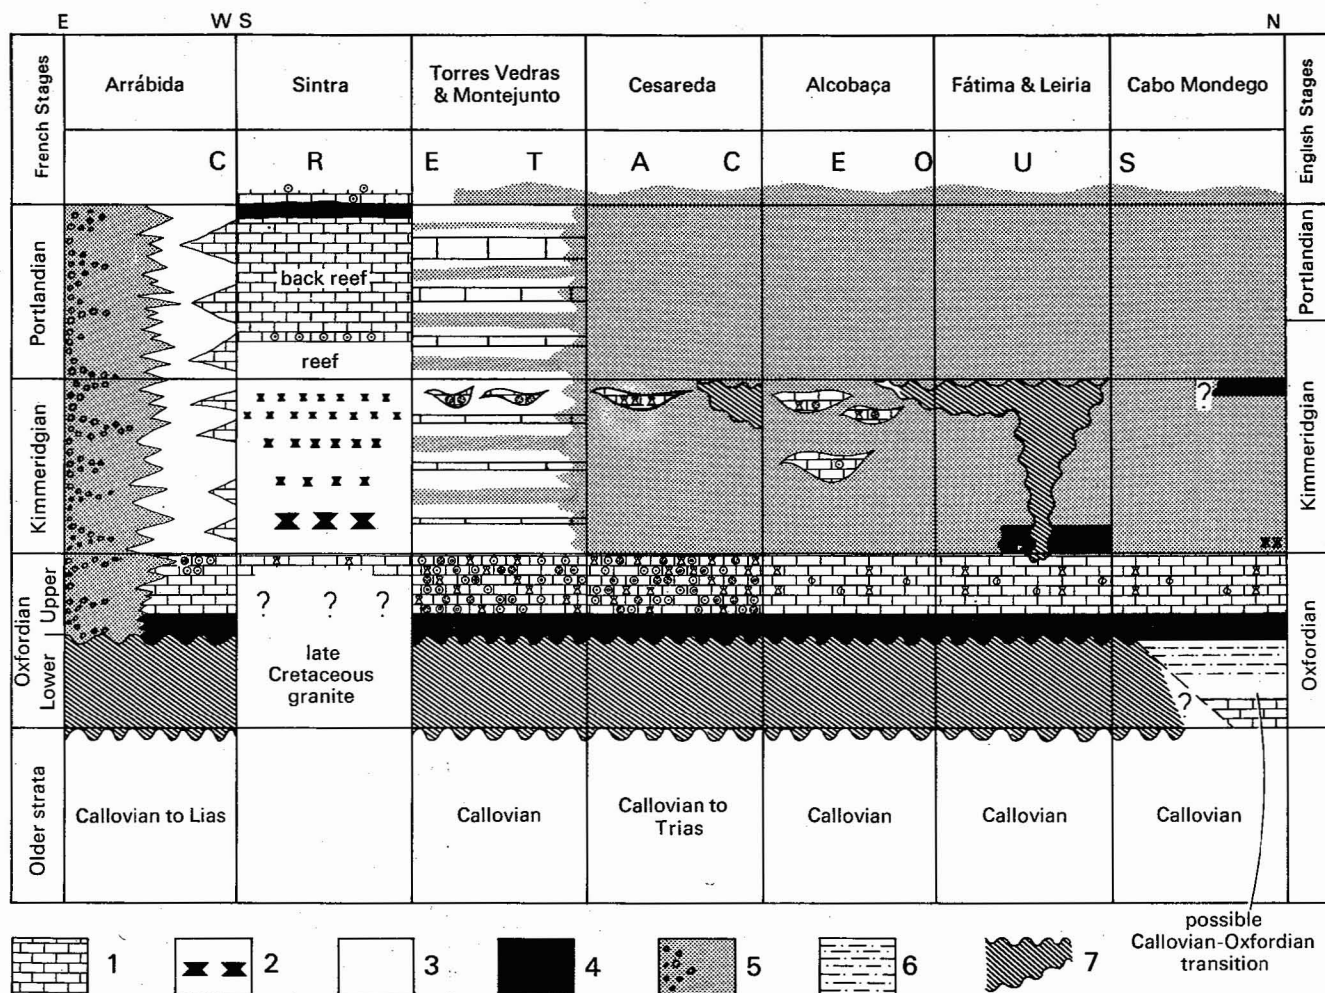 E W S N
French Stages
Arrábida
Sintra
Torres Vedras
& Montejunto
Cesareda
Alcobaça
Fátima & Leiria
Cabo Mondego
English Stages
C R E T A C E O U S
Portlandian
back reef
reef
Portlandian
Kimmeridgian
?
Kimmeridgian
Oxfordian
Upper
Lower
? ? ?
late
Cretaceous
granite
?
Oxfordian
Older strata
Callovian to Lias
Callovian
Callovian to
Trias
Callovian
Callovian
Callovian
possible
Callovian-Oxfordian
transition
1 2 3 4 5 6 7